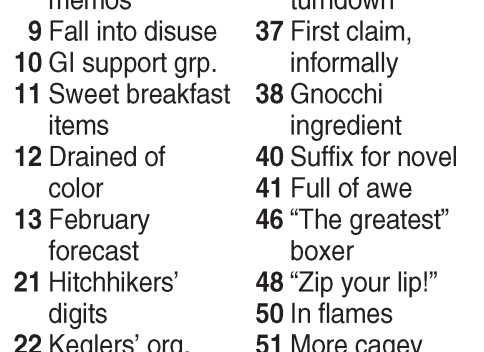 memos
9 Fall into disuse
10 GI support grp.
11 Sweet breakfast
items
12 Drained of
color
13 February
forecast
21 Hitchhikers’
digits
22 Keglers’ org.
turndown
37 First claim,
informally
38 Gnocchi
ingredient
40 Suffix for novel
41 Full of awe
46 “The greatest”
boxer
48 “Zip your lip!”
50 In flames
51 More cagey